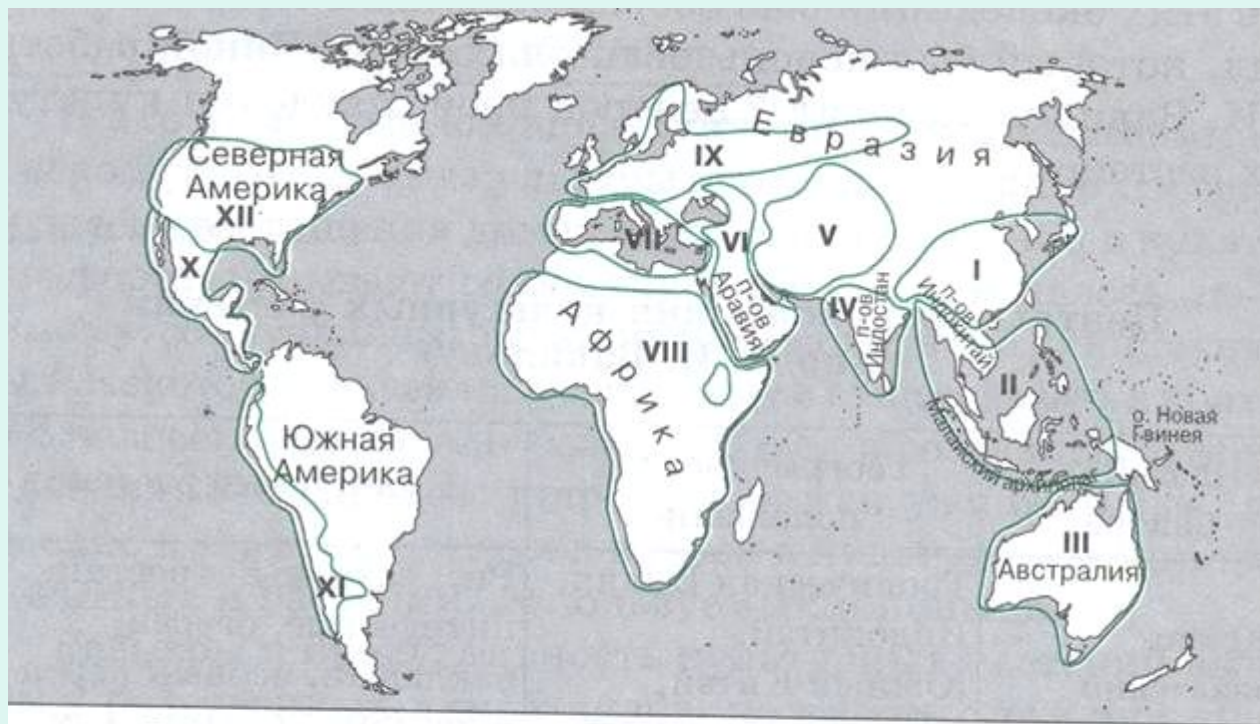 Северная
Америка
XII
X
Южная
Америка
XI
Евразия
IX
VII
VI
V
I
IV
п-ов
Аравия
п-ов
Индостан
п-ов
Индокитай
Африка
VIII
II
Малайский архипелаг
о. Новая
Гвинея
III
Австралия